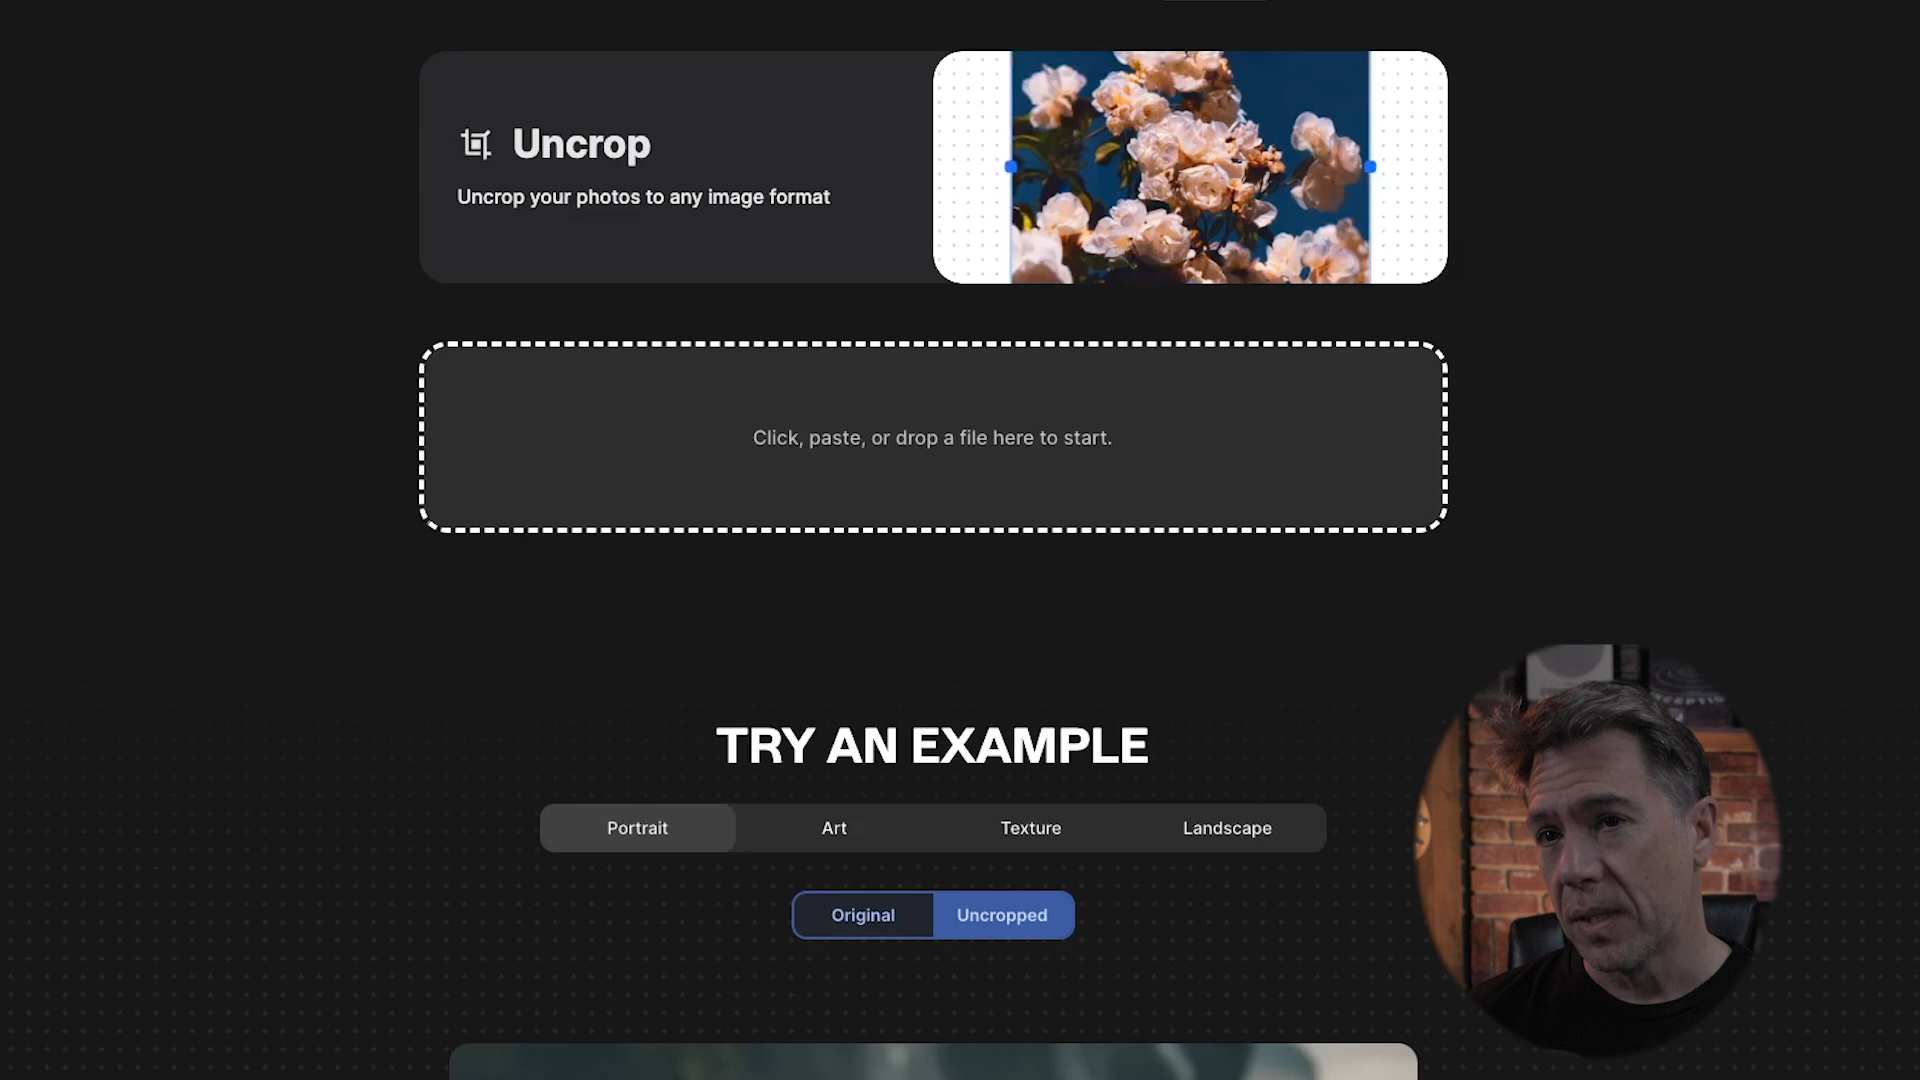 Uncrop
Uncrop your photos to any image format
Click, paste, or drop a file here to start.
TRY AN EXAMPLE
Portrait
Art
Texture
Landscape
Original
Uncropped